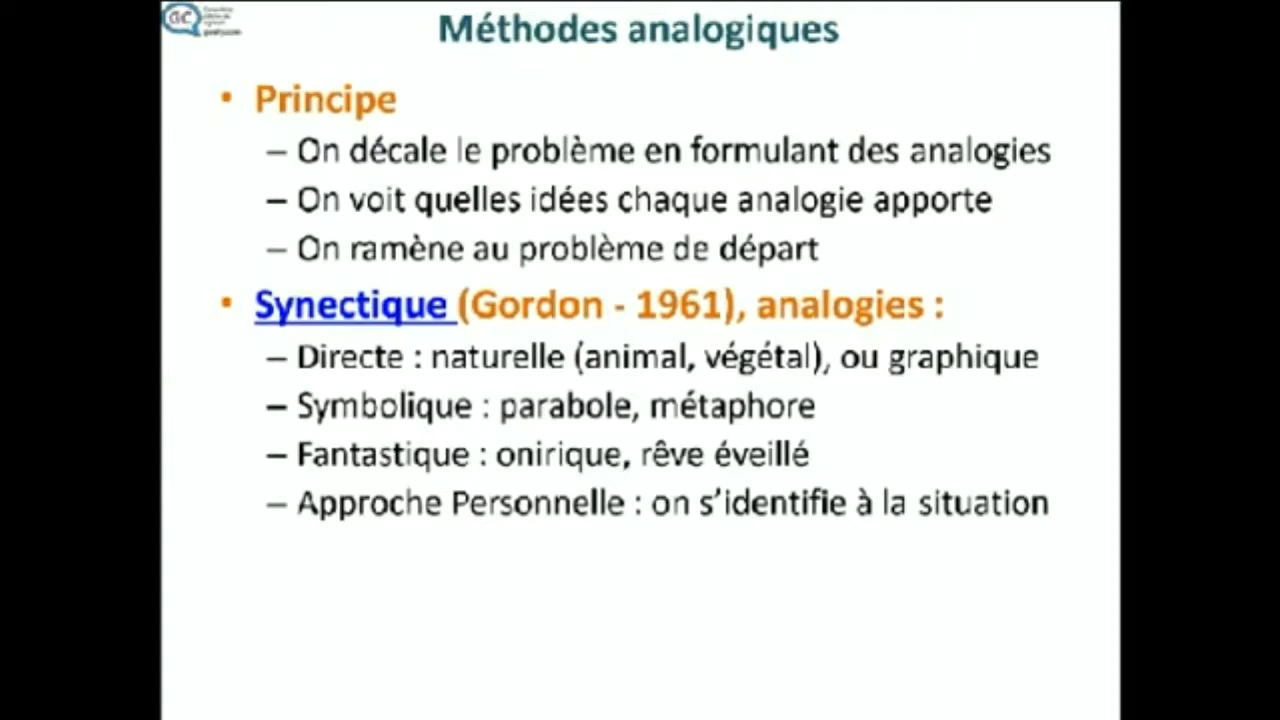 GC
Méthodes analogiques
• Principe
– On décale le problème en formulant des analogies
– On voit quelles idées chaque analogie apporte
– On ramène au problème de départ
• Synectique (Gordon - 1961), analogies :
– Directe : naturelle (animal, végétal), ou graphique
– Symbolique : parabole, métaphore
– Fantastique : onirique, rêve éveillé
– Approche Personnelle : on s’identifie à la situation